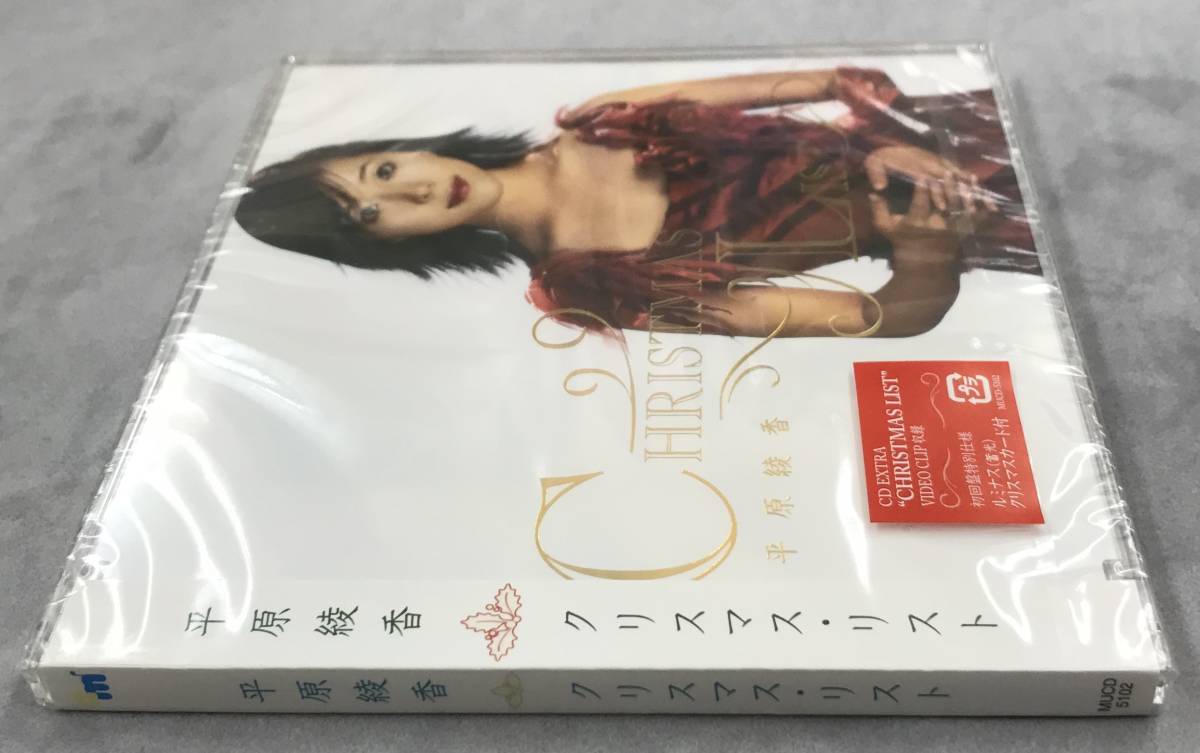 CHRISTMAS
LIST
平原綾香
CD EXTRA
“CHRISTMAS LIST”
VIDEO CLIP収録
初回盤特別仕様
ルミナス(蓄光)
クリスマスカード付
MUCD-5102
平原綾香 クリスマス・リスト
平原綾香 クリスマス・リスト
MUCD
5102